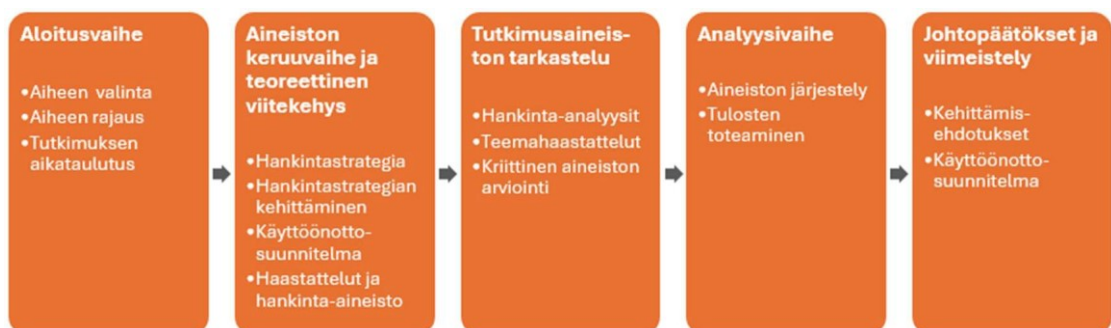 Aloitusvaihe
•Aiheen valinta
•Aiheen rajaus
•Tutkimuksen
aikataulutus
Aineiston
keruuvaihe ja
teoreettinen
viitekehys
•Hankintastrategia
•Hankintastrategian
kehittäminen
•Käyttöönotto-
suunnitelma
•Haastattelut ja
hankinta-aineisto
Tutkimusaineis-
ton tarkastelu
•Hankinta-analyysit
•Teemahaastattelut
•Kriittinen aineiston
arviointi
Analyysivaihe
•Aineiston järjestely
•Tulosten
toteaminen
Johtopäätökset ja
viimeistely
•Kehittämis-
ehdotukset
•Käyttöönotto-
suunnitelma